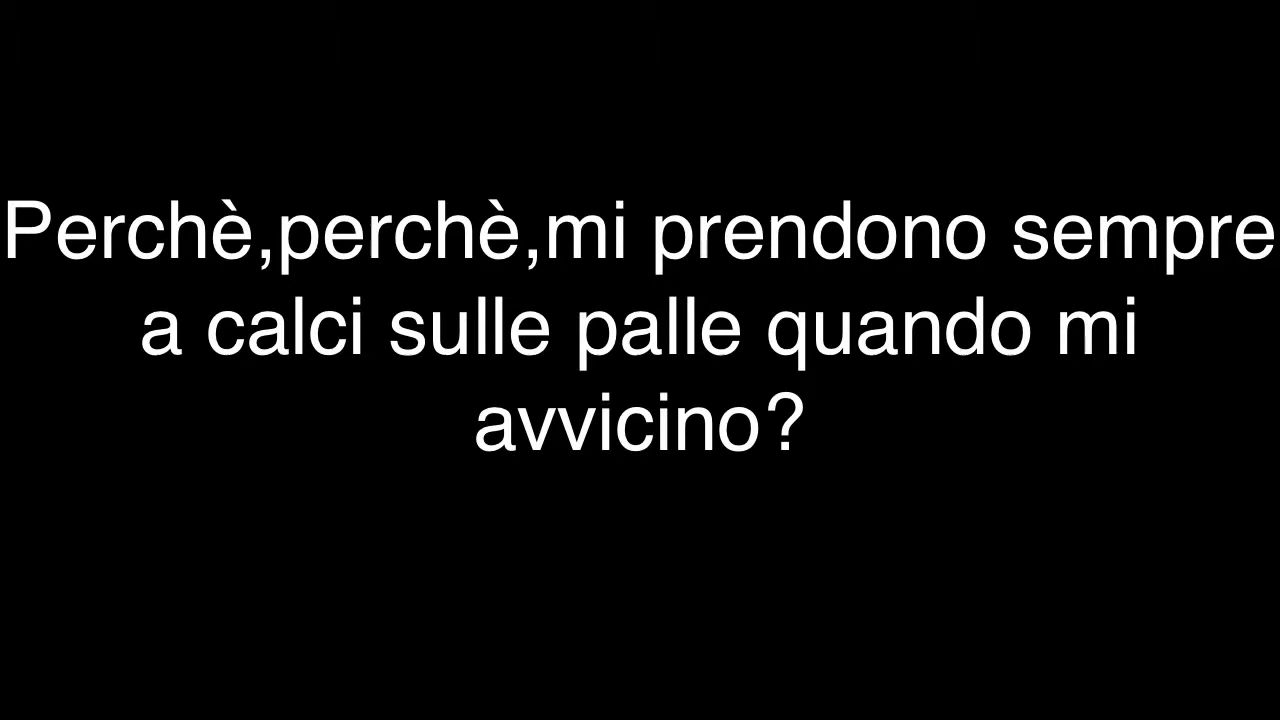 Perchè,perchè,mi prendono sempre
a calci sulle palle quando mi
avvicino?